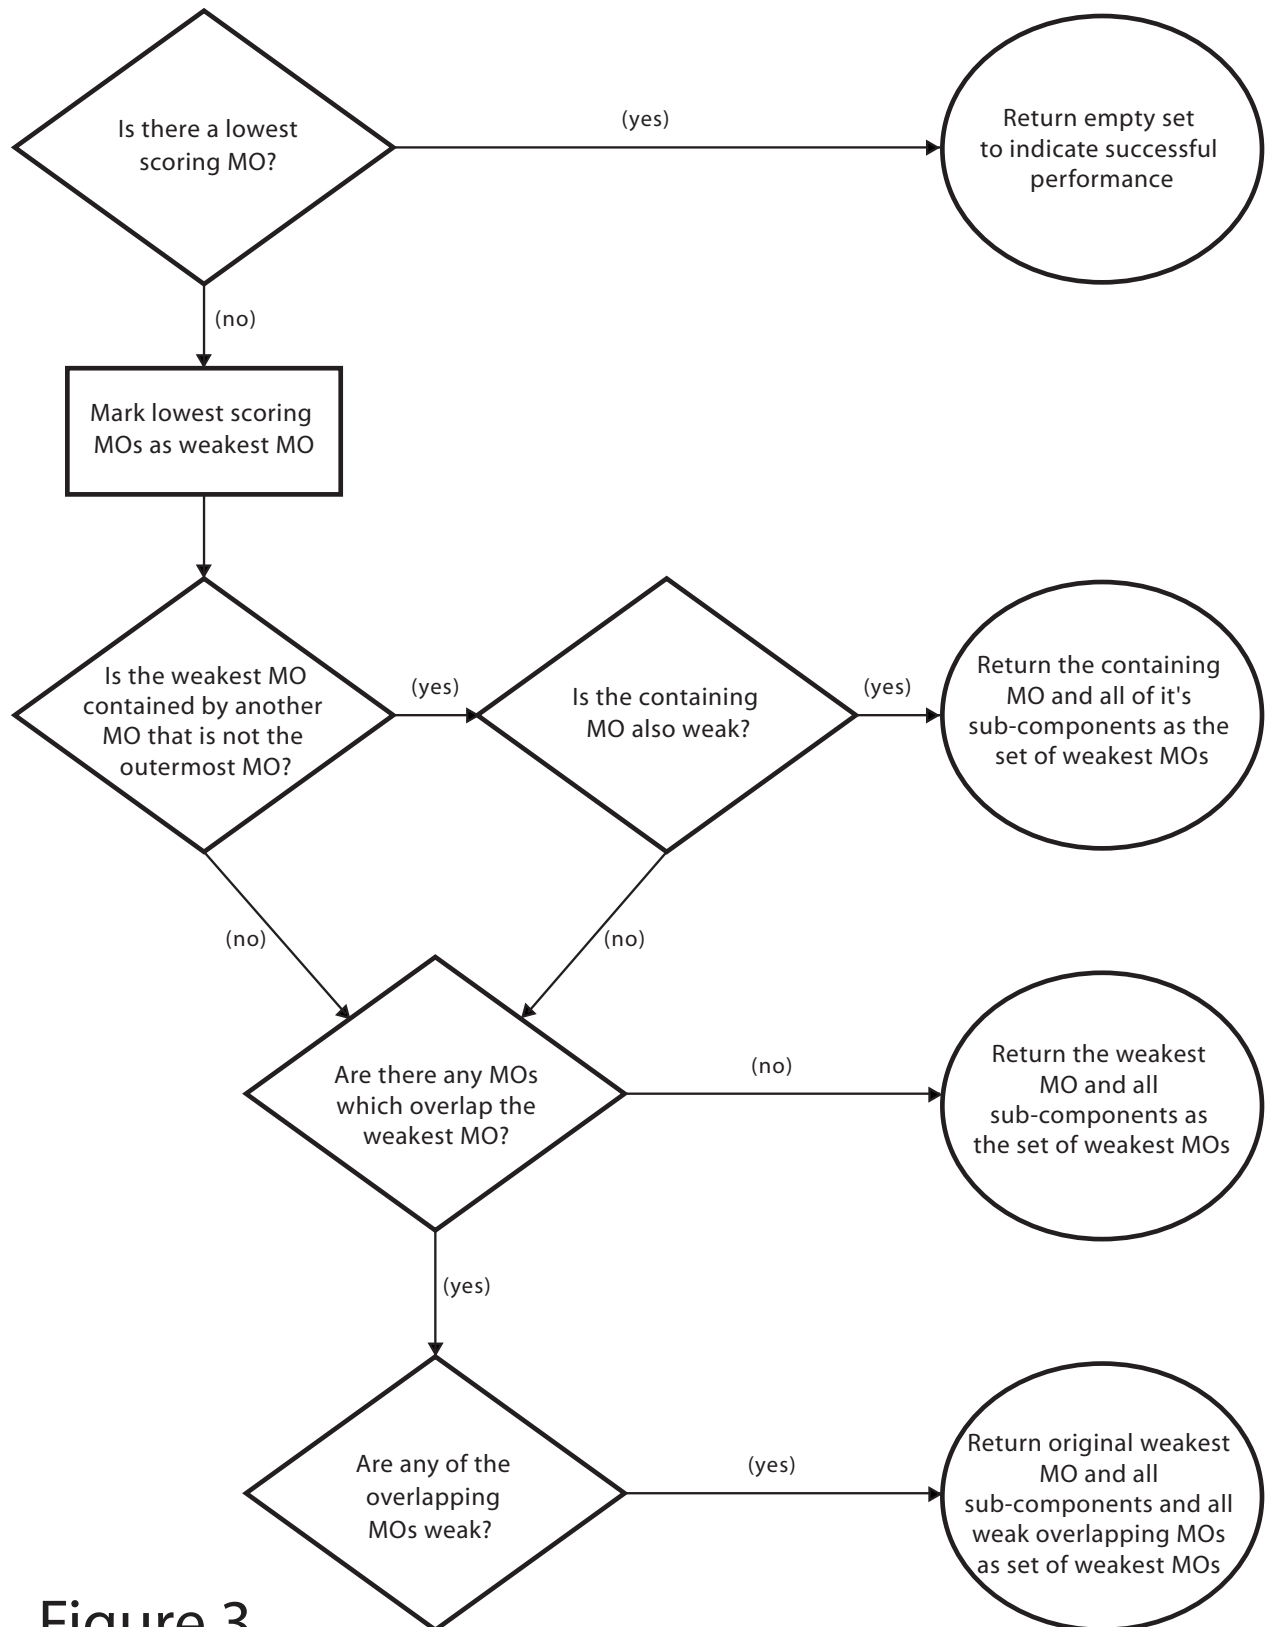 Is there a lowest
scoring MO?
(yes)
Return empty set
to indicate successful
performance
(no)
Mark lowest scoring
MOs as weakest MO
Is the weakest MO
contained by another
MO that is not the
outermost MO?
(yes)
Is the containing
MO also weak?
(yes)
Return the containing
MO and all of it's
sub-components as the
set of weakest MOs
(no)
(no)
Are there any MOs
which overlap the
weakest MO?
(no)
Return the weakest
MO and all
sub-components as
the set of weakest MOs
(yes)
Are any of the
overlapping
MOs weak?
(yes)
Return original weakest
MO and all
sub-components and all
weak overlapping MOs
as set of weakest MOs
Figure 3